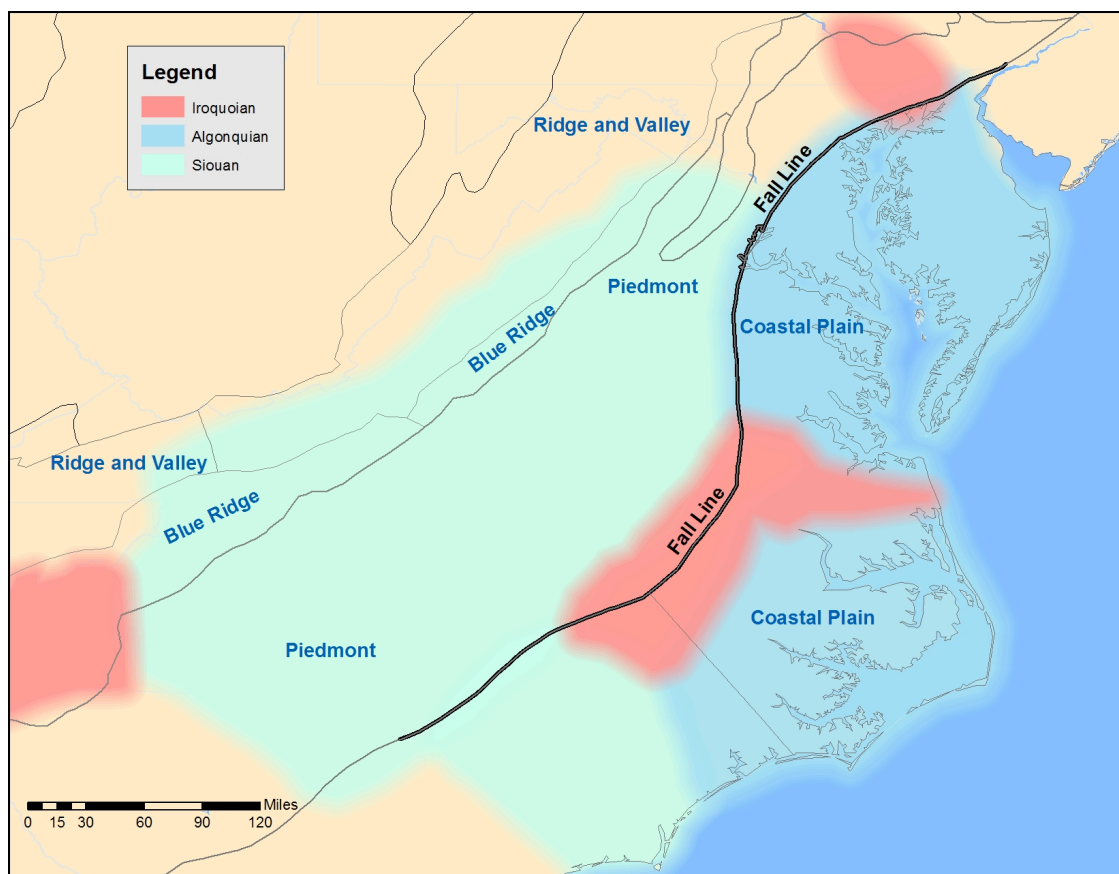 Legend
Iroquoian
Algonquian
Siouan
Ridge and Valley
Fall Line
Piedmont
Coastal Plain
Blue Ridge
Ridge and Valley
Blue Ridge
Fall Line
Coastal Plain
Piedmont
Miles
0 15 30 60 90 120